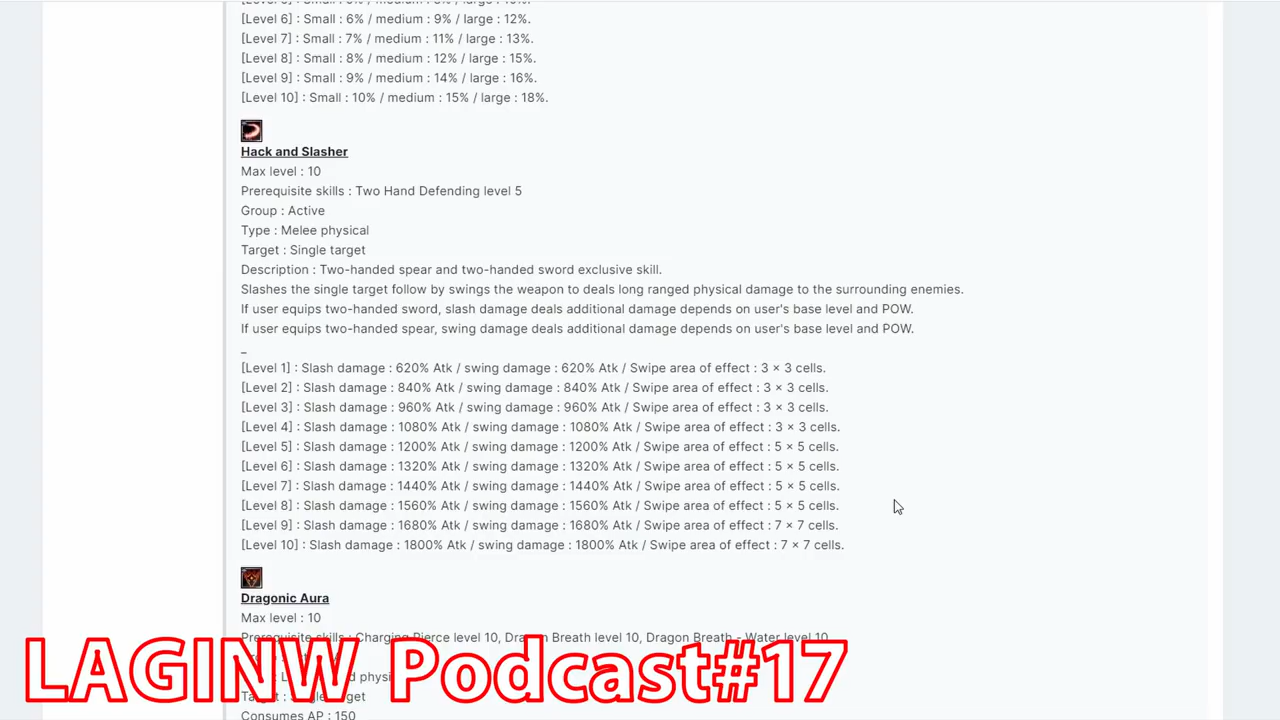 [Level 6] : Small : 6% / medium : 9% / large : 12%.
[Level 7] : Small : 7% / medium : 11% / large : 13%.
[Level 8] : Small : 8% / medium : 12% / large : 15%.
[Level 9] : Small : 9% / medium : 14% / large : 16%.
[Level 10] : Small : 10% / medium : 15% / large : 18%.
Hack and Slasher
Max level : 10
Prerequisite skills : Two Hand Defending level 5
Group : Active
Type : Melee physical
Target : Single target
Description : Two-handed spear and two-handed sword exclusive skill.
Slashes the single target follow by swings the weapon to deals long ranged physical damage to the surrounding enemies.
If user equips two-handed sword, slash damage deals additional damage depends on user's base level and POW.
If user equips two-handed spear, swing damage deals additional damage depends on user's base level and POW.
_
[Level 1] : Slash damage : 620% Atk / swing damage : 620% Atk / Swipe area of effect : 3 × 3 cells.
[Level 2] : Slash damage : 840% Atk / swing damage : 840% Atk / Swipe area of effect : 3 × 3 cells.
[Level 3] : Slash damage : 960% Atk / swing damage : 960% Atk / Swipe area of effect : 3 × 3 cells.
[Level 4] : Slash damage : 1080% Atk / swing damage : 1080% Atk / Swipe area of effect : 3 × 3 cells.
[Level 5] : Slash damage : 1200% Atk / swing damage : 1200% Atk / Swipe area of effect : 5 × 5 cells.
[Level 6] : Slash damage : 1320% Atk / swing damage : 1320% Atk / Swipe area of effect : 5 × 5 cells.
[Level 7] : Slash damage : 1440% Atk / swing damage : 1440% Atk / Swipe area of effect : 5 × 5 cells.
[Level 8] : Slash damage : 1560% Atk / swing damage : 1560% Atk / Swipe area of effect : 5 × 5 cells.
[Level 9] : Slash damage : 1680% Atk / swing damage : 1680% Atk / Swipe area of effect : 7 × 7 cells.
[Level 10] : Slash damage : 1800% Atk / swing damage : 1800% Atk / Swipe area of effect : 7 × 7 cells.
Dragonic Aura
Max level : 10
Prerequisite skills : Charging Pierce level 10, Dragon Breath level 10, Dragon Breath - Water level 10
LAGINW Podcast#17
Target : Single target
Consumes AP : 150